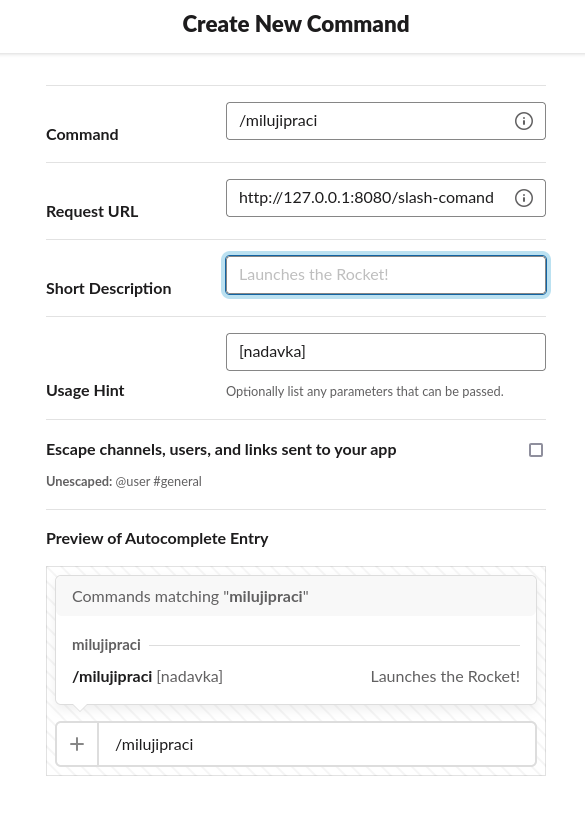 Create New Command
Command
/milujipraci
Request URL
http://127.0.0.1:8080/slash-comand
Short Description
Launches the Rocket!
Usage Hint
[nadavka]
Optionally list any parameters that can be passed.
Escape channels, users, and links sent to your app
Unescaped: @user #general
Preview of Autocomplete Entry
Commands matching "milujipraci"
milujipraci
/milujipraci [nadavka] Launches the Rocket!
/milujipraci